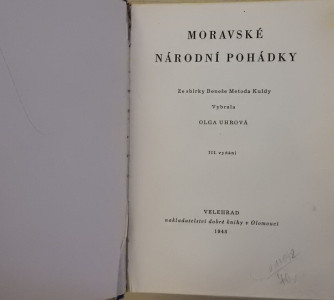 MORAVSKÉ
NÁRODNÍ POHÁDKY
Ze sbírky Beneše Metoda Kuldy
Vybrala
OLGA UHROVÁ
III vydání
VELEHRAD
nakladatelství dobré knihy v Olomouci
1940